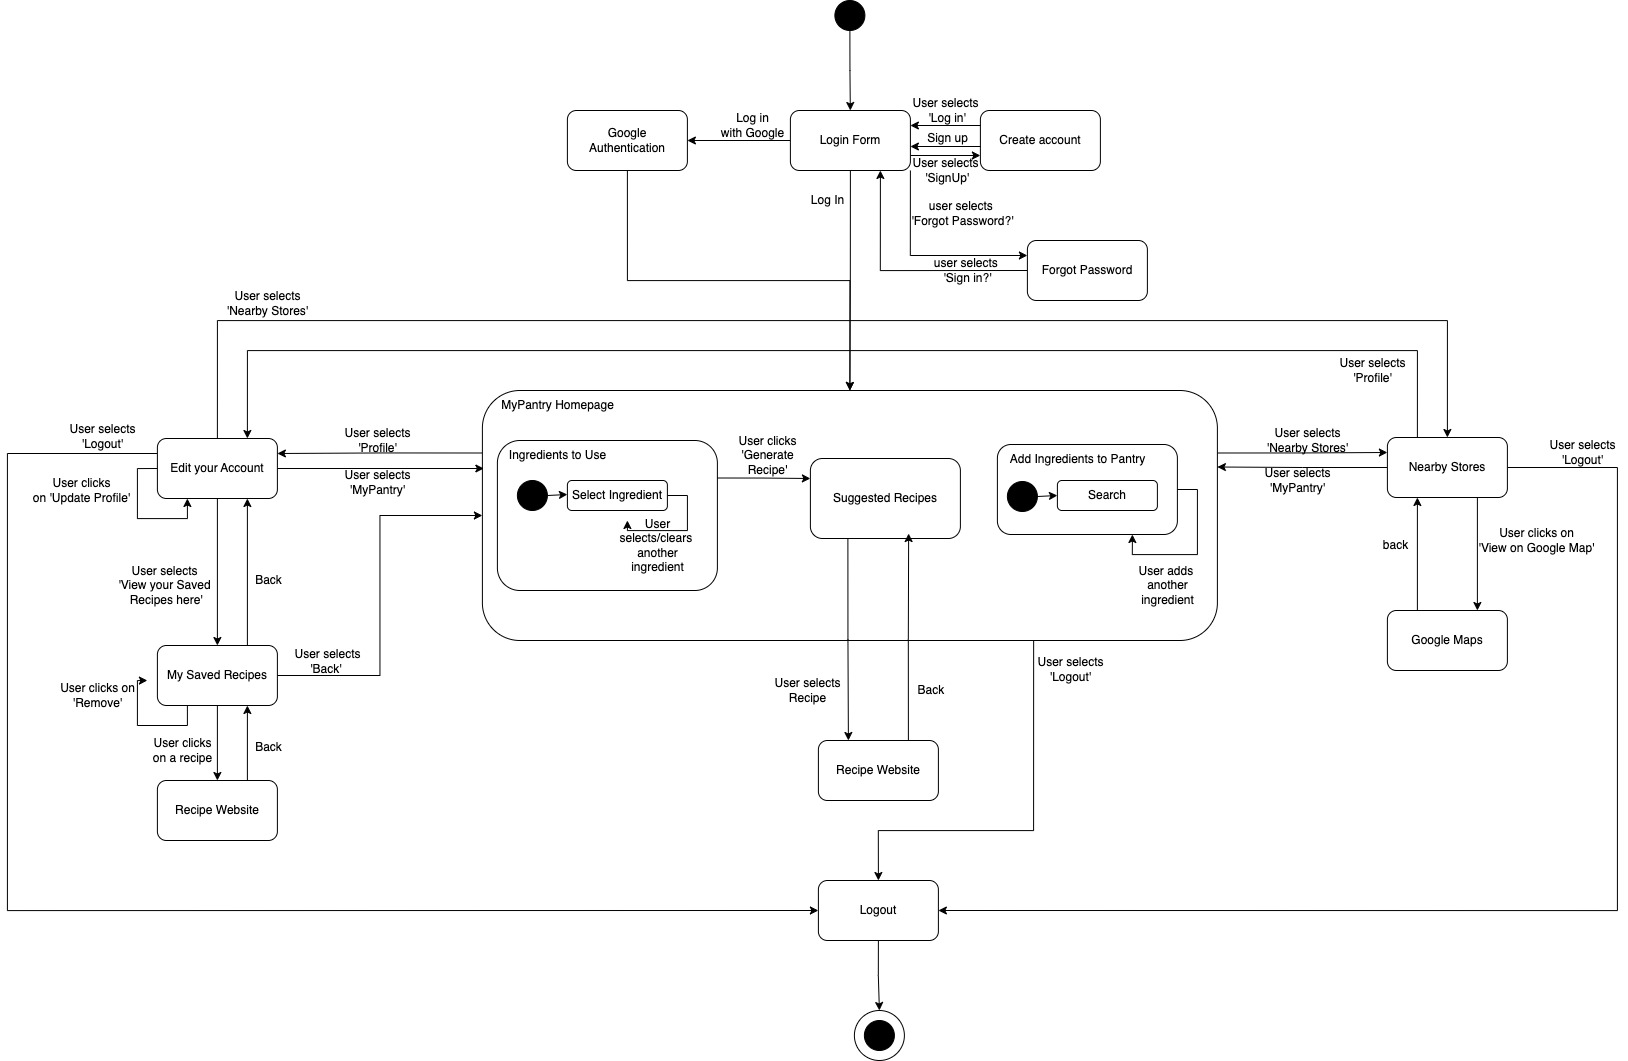 User selects
'Log in'
Log in
with Google
Google
Authentication
Login Form
Sign up
Create account
User selects
'SignUp'
Log In
user selects
'Forgot Password?'
user selects
'Sign in?'
Forgot Password
User selects
'Nearby Stores'
User selects
'Profile'
MyPantry Homepage
User selects
'Logout'
User selects
'Profile'
User clicks
'Generate
Recipe'
User selects
'Nearby Stores'
User selects
'Logout'
Ingredients to Use
Add Ingredients to Pantry
Edit your Account
User selects
'MyPantry'
Nearby Stores
User selects
'MyPantry'
User clicks
on 'Update Profile'
Select Ingredient
Suggested Recipes
Search
User
selects/clears
another
ingredient
User clicks on
'View on Google Map'
back
User selects
'View your Saved
Recipes here'
Back
User adds
another
ingredient
Google Maps
My Saved Recipes
User selects
'Back'
User selects
'Logout'
User clicks on
'Remove'
User selects
Recipe
Back
User clicks
on a recipe
Back
Recipe Website
Recipe Website
Logout